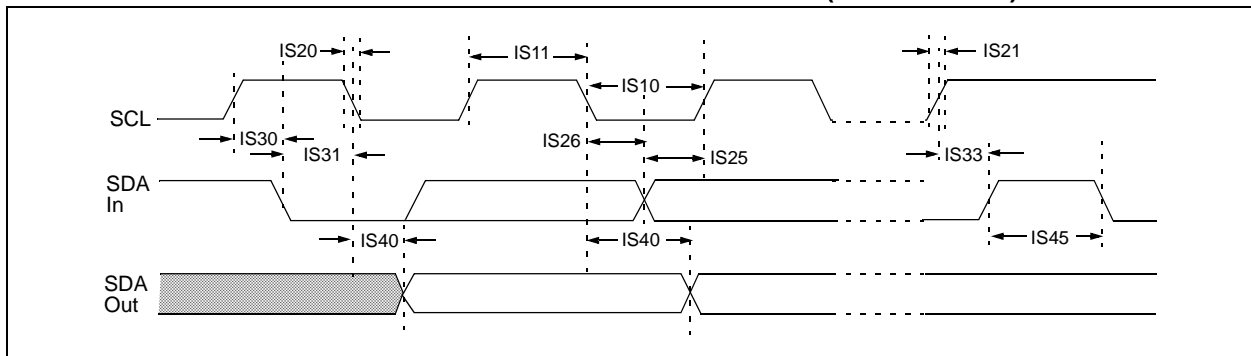 IS20
IS11
IS21
IS10
SCL
IS30
IS31
IS26
IS25
IS33
SDA
In
IS40
IS40
IS45
SDA
Out